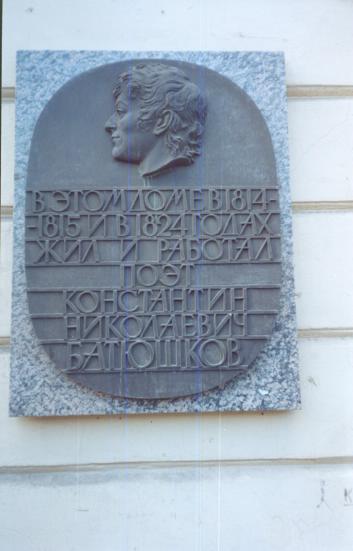 В ЭТОМ ДОМЕ В 1814-
-1815 И В 1824 ГОДАХ
ЖИЛ И РАБОТАЛ
ПОЭТ
КОНСТАНТИН
НИКОЛАЕВИЧ
БАТЮШКОВ